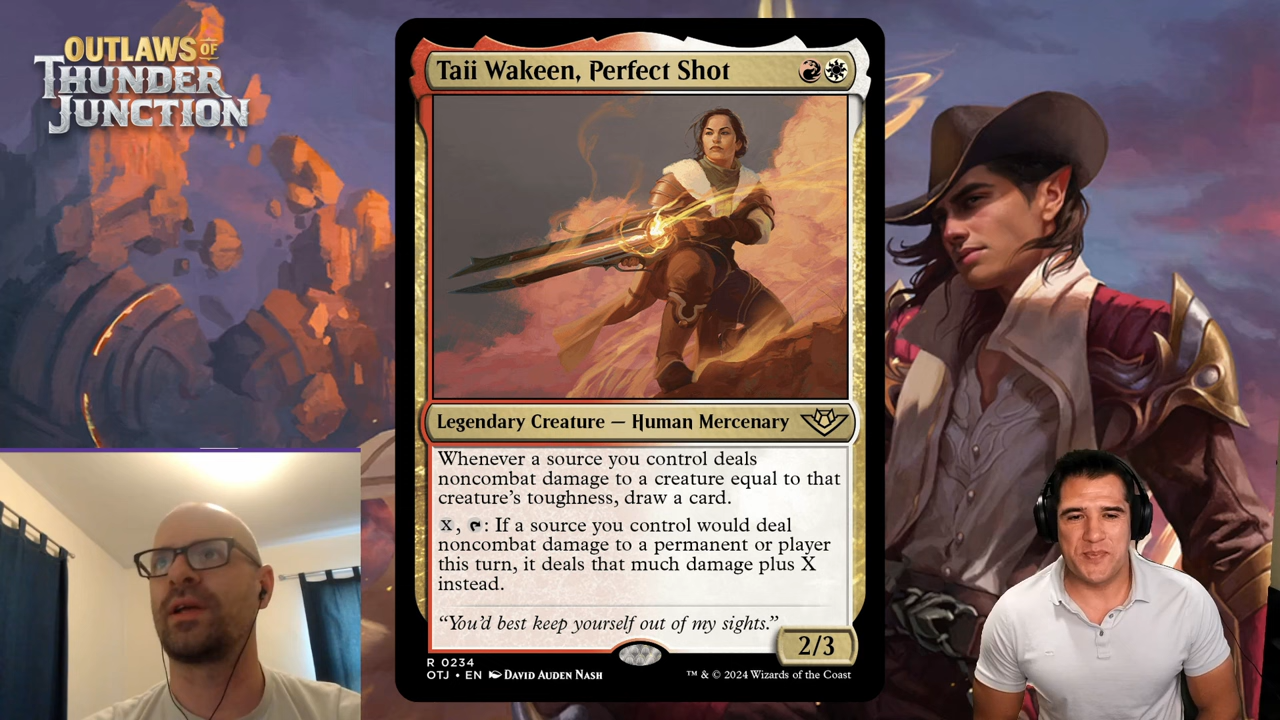 OUTLAWS OF
THUNDER
JUNCTION
Taii Wakeen, Perfect Shot
Legendary Creature — Human Mercenary
Whenever a source you control deals
noncombat damage to a creature equal to that
creature's toughness, draw a card.
X, : If a source you control would deal
noncombat damage to a permanent or player
this turn, it deals that much damage plus X
instead.
“You’d best keep yourself out of my sights.”
2/3
R 0234
OTJ • EN DAVID AUDEN NASH
™ & © 2024 Wizards of the Coast